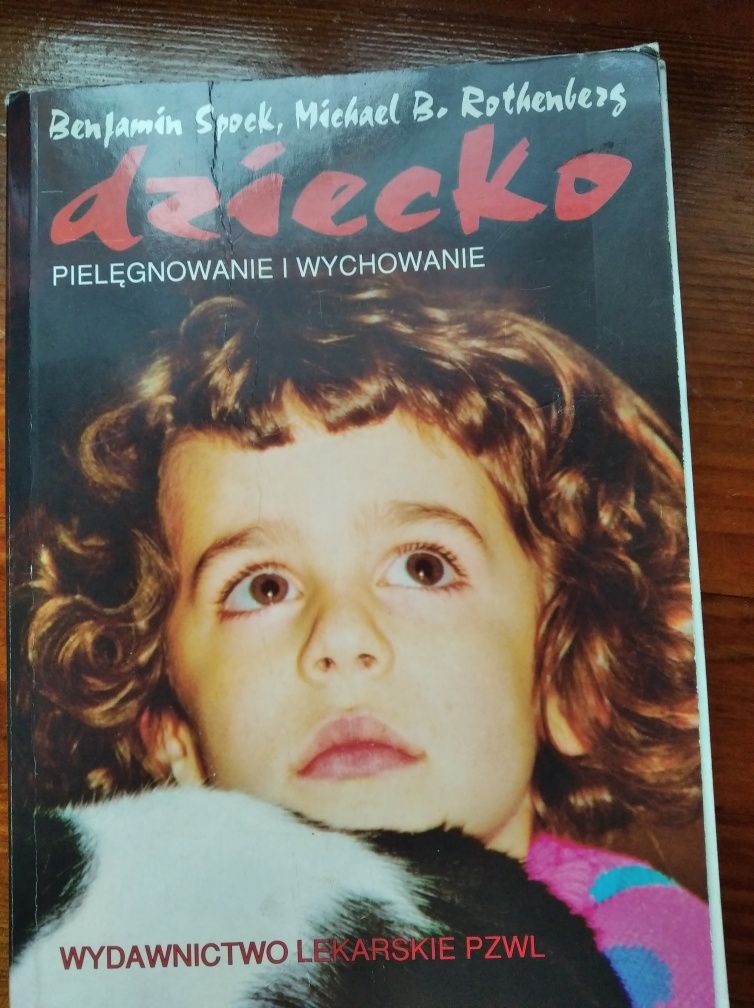 Benjamin Spock, Michael B. Rothenberg
dziecko
PIELĘGNOWANIE I WYCHOWANIE
WYDAWNICTWO LEKARSKIE PZWL